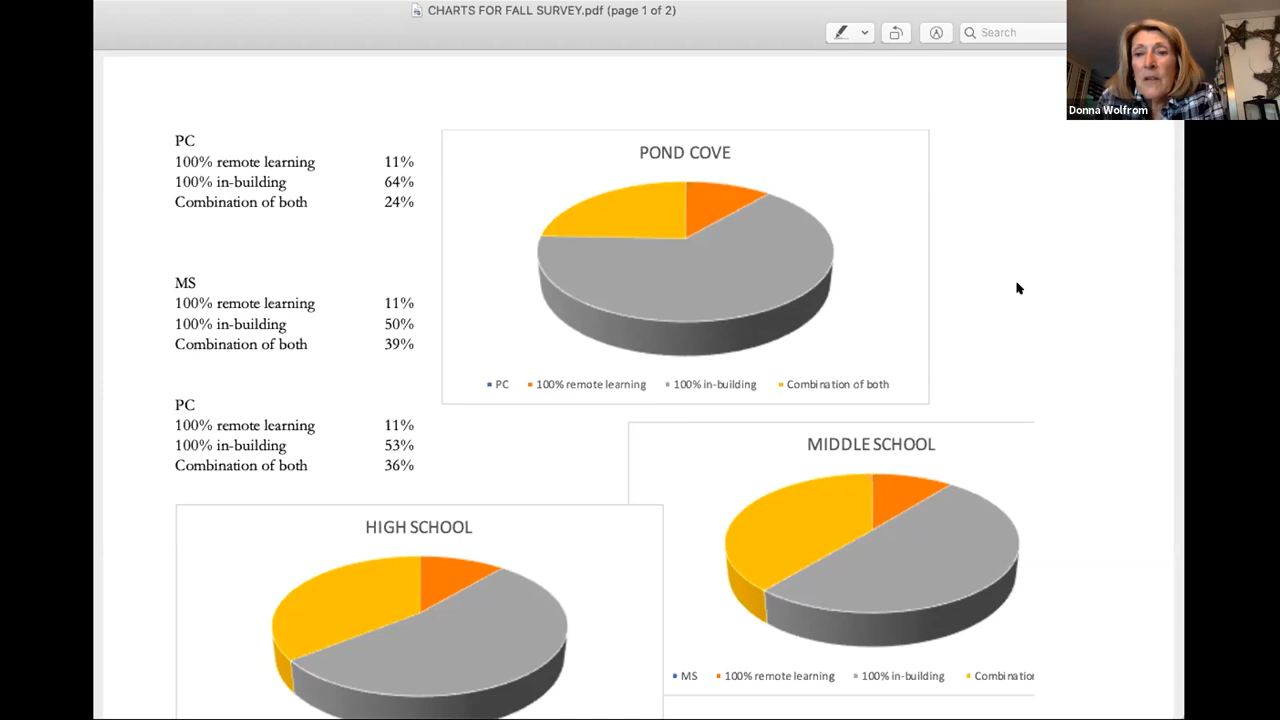 CHARTS FOR FALL SURVEY.pdf (page 1 of 2)
Search
Donna Wolfrom
PC
100% remote learning 11%
100% in-building 64%
Combination of both 24%
MS
100% remote learning 11%
100% in-building 50%
Combination of both 39%
PC
100% remote learning 11%
100% in-building 53%
Combination of both 36%
POND COVE
PC 100% remote learning 100% in-building Combination of both
MIDDLE SCHOOL
MS 100% remote learning 100% in-building Combination
HIGH SCHOOL